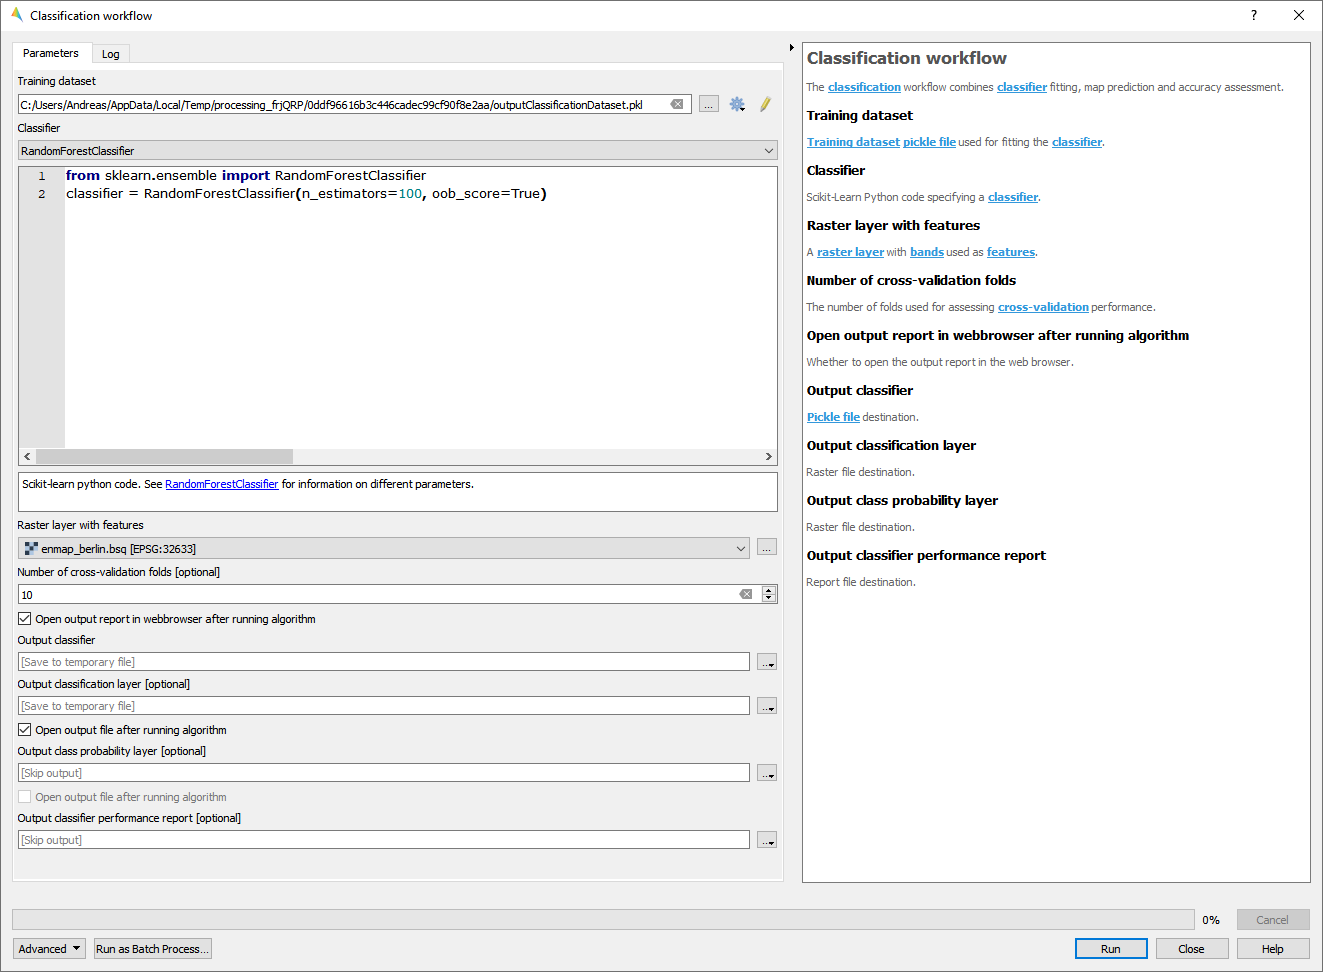 Classification workflow
?
Parameters
Log
Training dataset
C:/Users/Andreas/AppData/Local/Temp/processing_frjQRP/0ddf96616b3c446cadec99cf90f8e2aa/outputClassificationDataset.pkl
...
Classifier
RandomForestClassifier
1 from sklearn.ensemble import RandomForestClassifier
2 classifier = RandomForestClassifier(n_estimators=100, oob_score=True)
Scikit-learn python code. See RandomForestClassifier for information on different parameters.
Raster layer with features
enmap_berlin.bsq [EPSG:32633]
...
Number of cross-validation folds [optional]
10
Open output report in webbrowser after running algorithm
Output classifier
[Save to temporary file]
...
Output classification layer [optional]
[Save to temporary file]
...
Open output file after running algorithm
Output class probability layer [optional]
[Skip output]
...
Open output file after running algorithm
Output classifier performance report [optional]
[Skip output]
...
Classification workflow
The classification workflow combines classifier fitting, map prediction and accuracy assessment.
Training dataset
Training dataset pickle file used for fitting the classifier.
Classifier
Scikit-Learn Python code specifying a classifier.
Raster layer with features
A raster layer with bands used as features.
Number of cross-validation folds
The number of folds used for assessing cross-validation performance.
Open output report in webbrowser after running algorithm
Whether to open the output report in the web browser.
Output classifier
Pickle file destination.
Output classification layer
Raster file destination.
Output class probability layer
Raster file destination.
Output classifier performance report
Report file destination.
0%
Cancel
Advanced
Run as Batch Process...
Run
Close
Help